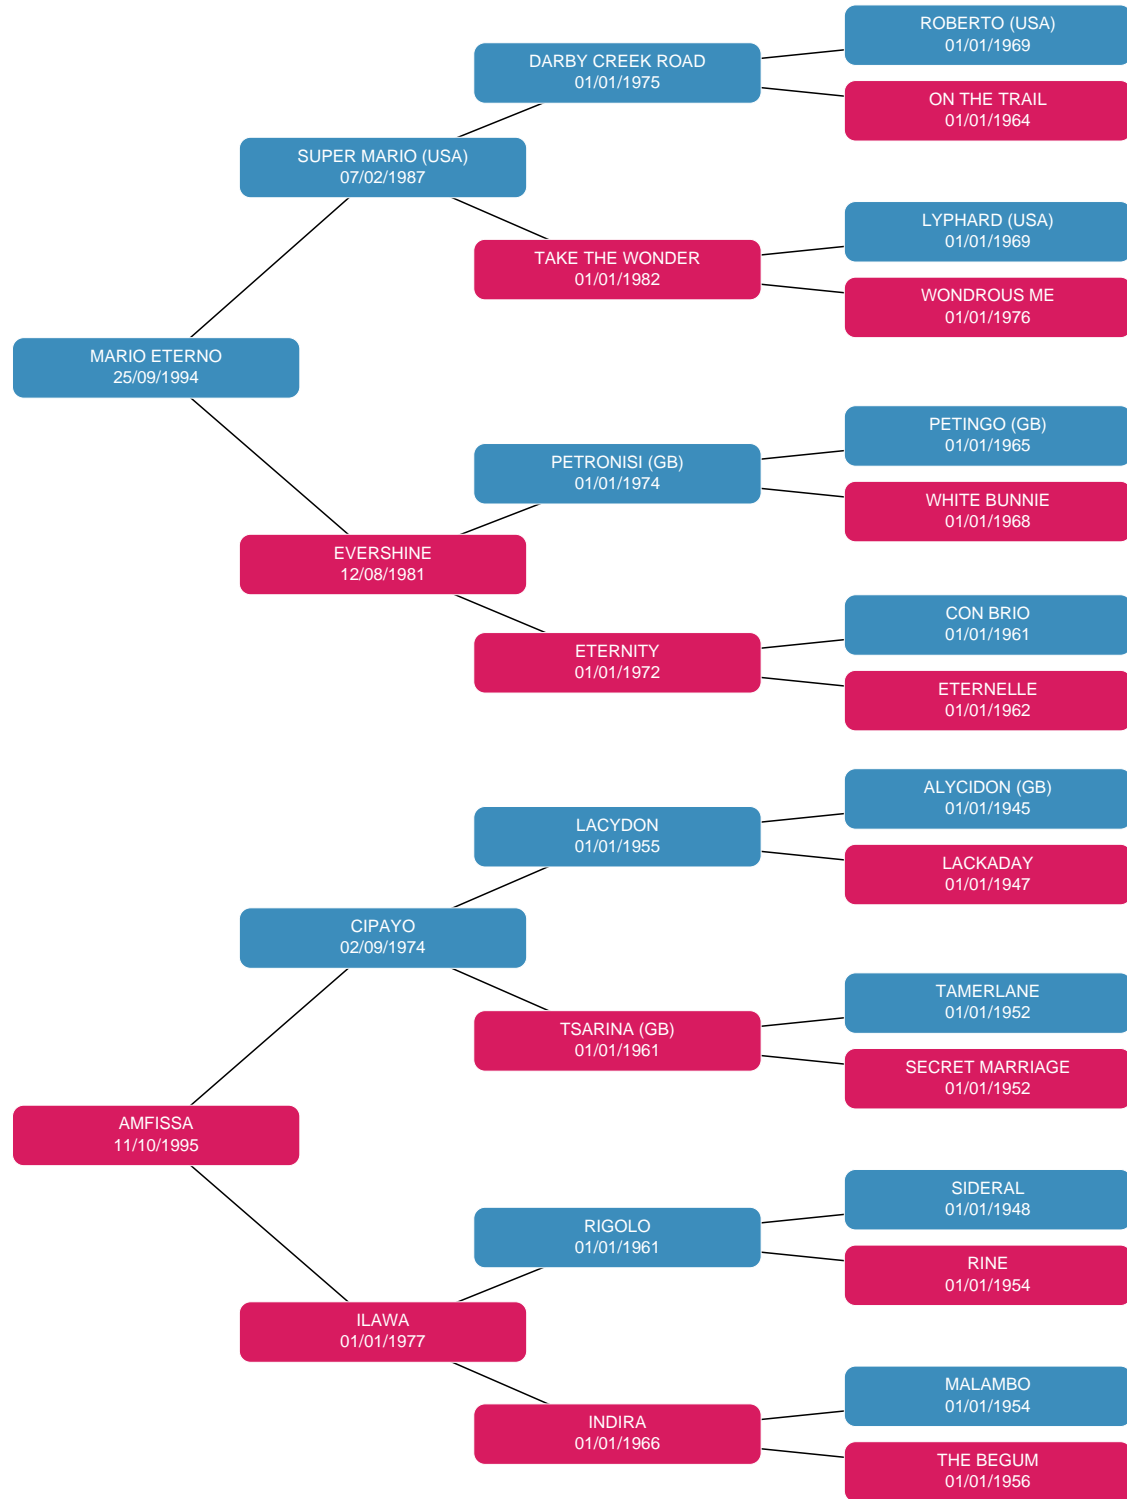 ROBERTO (USA)
01/01/1969
DARBY CREEK ROAD
01/01/1975
ON THE TRAIL
01/01/1964
SUPER MARIO (USA)
07/02/1987
LYPHARD (USA)
01/01/1969
TAKE THE WONDER
01/01/1982
WONDROUS ME
01/01/1976
MARIO ETERNO
25/09/1994
PETINGO (GB)
01/01/1965
PETRONISI (GB)
01/01/1974
WHITE BUNNIE
01/01/1968
EVERSHINE
12/08/1981
CON BRIO
01/01/1961
ETERNITY
01/01/1972
ETERNELLE
01/01/1962
ALYCIDON (GB)
01/01/1945
LACYDON
01/01/1955
LACKADAY
01/01/1947
CIPAYO
02/09/1974
TAMERLANE
01/01/1952
TSARINA (GB)
01/01/1961
SECRET MARRIAGE
01/01/1952
AMFISSA
11/10/1995
SIDERAL
01/01/1948
RIGOLO
01/01/1961
RINE
01/01/1954
ILAWA
01/01/1977
MALAMBO
01/01/1954
INDIRA
01/01/1966
THE BEGUM
01/01/1956